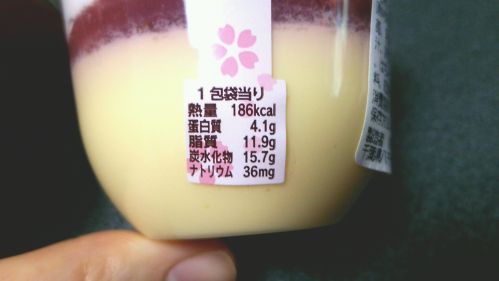 1包袋当り
熱量 186kcal
蛋白質 4.1g
脂質 11.9g
炭水化物 15.7g
ナトリウム 36mg